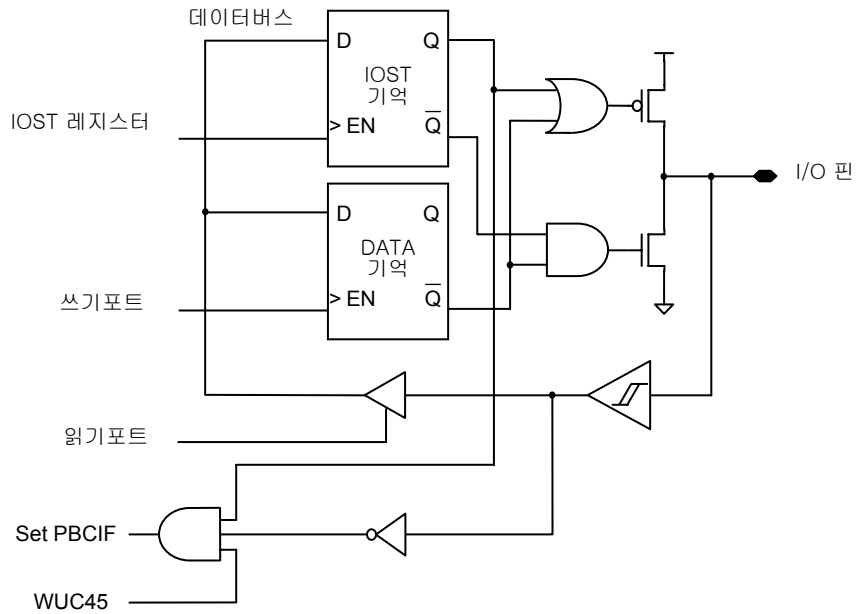 데이터버스
D Q
IOST
기억
IOST 레지스터
> EN Q
I/O 핀
D Q
DATA
기억
쓰기포트
> EN Q
읽기포트
Set PBCIF
WUC45